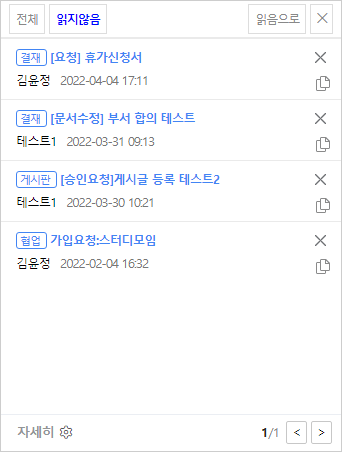 전체 읽지않음 읽음으로
결재 [요청] 휴가신청서
김윤정 2022-04-04 17:11
결재 [문서수정] 부서 합의 테스트
테스트1 2022-03-31 09:13
게시판 [승인요청]게시글 등록 테스트2
테스트1 2022-03-30 10:21
협업 가입요청:스터디모임
김윤정 2022-02-04 16:32
자세히 1/1 < >